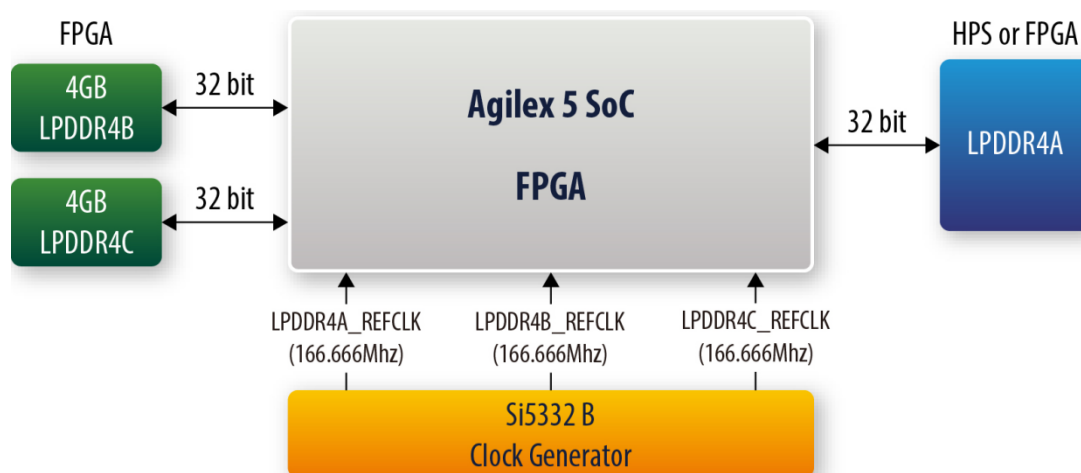 FPGA
HPS or FPGA
4GB
LPDDR4B
32 bit
4GB
LPDDR4C
32 bit
Agilex 5 SoC
FPGA
32 bit
LPDDR4A
LPDDR4A_REFCLK
(166.666Mhz)
LPDDR4B_REFCLK
(166.666Mhz)
LPDDR4C_REFCLK
(166.666Mhz)
Si5332 B
Clock Generator